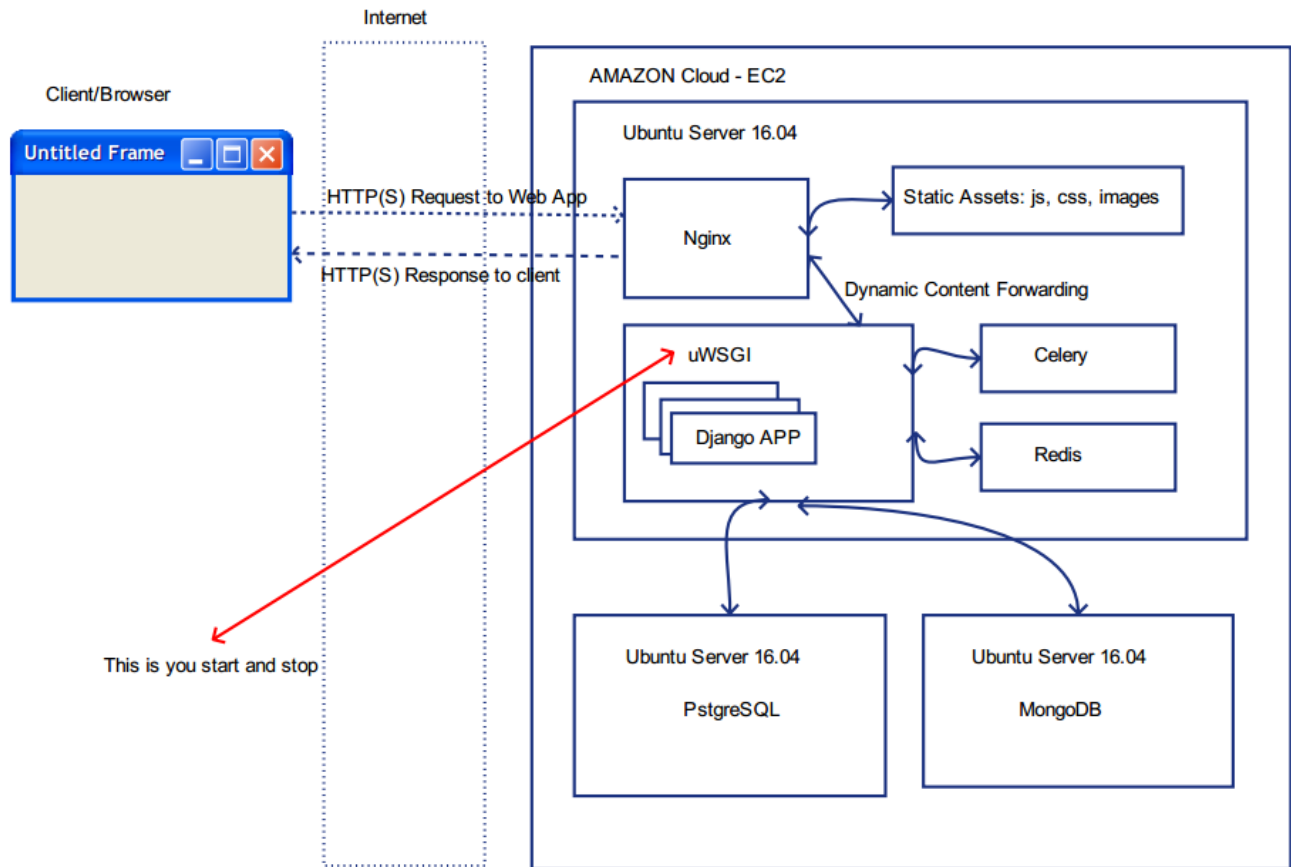 Internet
AMAZON Cloud - EC2
Client/Browser
Ubuntu Server 16.04
Untitled Frame
HTTP(S) Request to Web App
Static Assets: js, css, images
Nginx
HTTP(S) Response to client
Dynamic Content Forwarding
uWSGI
Celery
Django APP
Redis
This is you start and stop
Ubuntu Server 16.04
PstgreSQL
Ubuntu Server 16.04
MongoDB